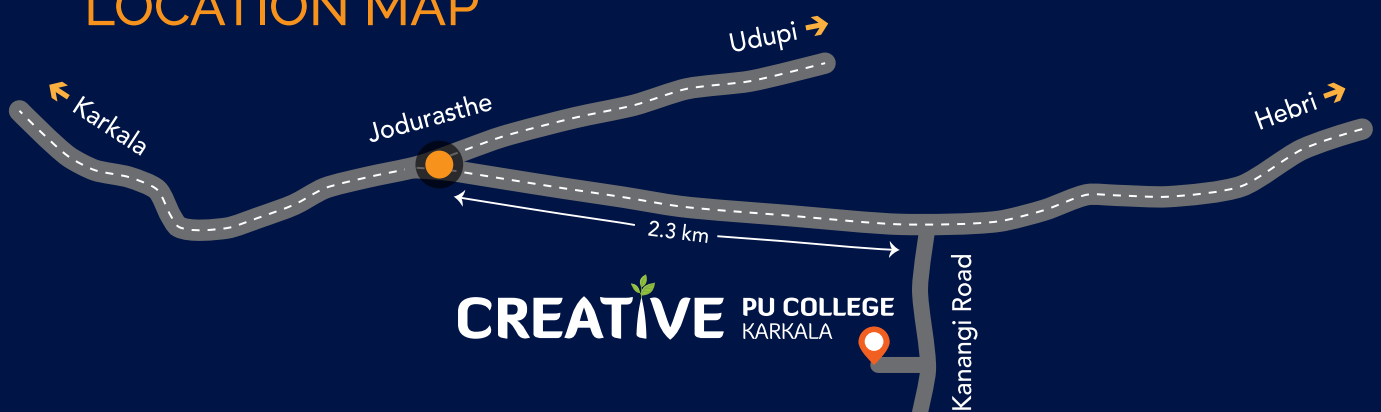 LOCATION MAP
Udupi
Karkala
Jodurasthe
Hebri
2.3 km
CREATIVE PU COLLEGE
KARKALA
Kanangi Road